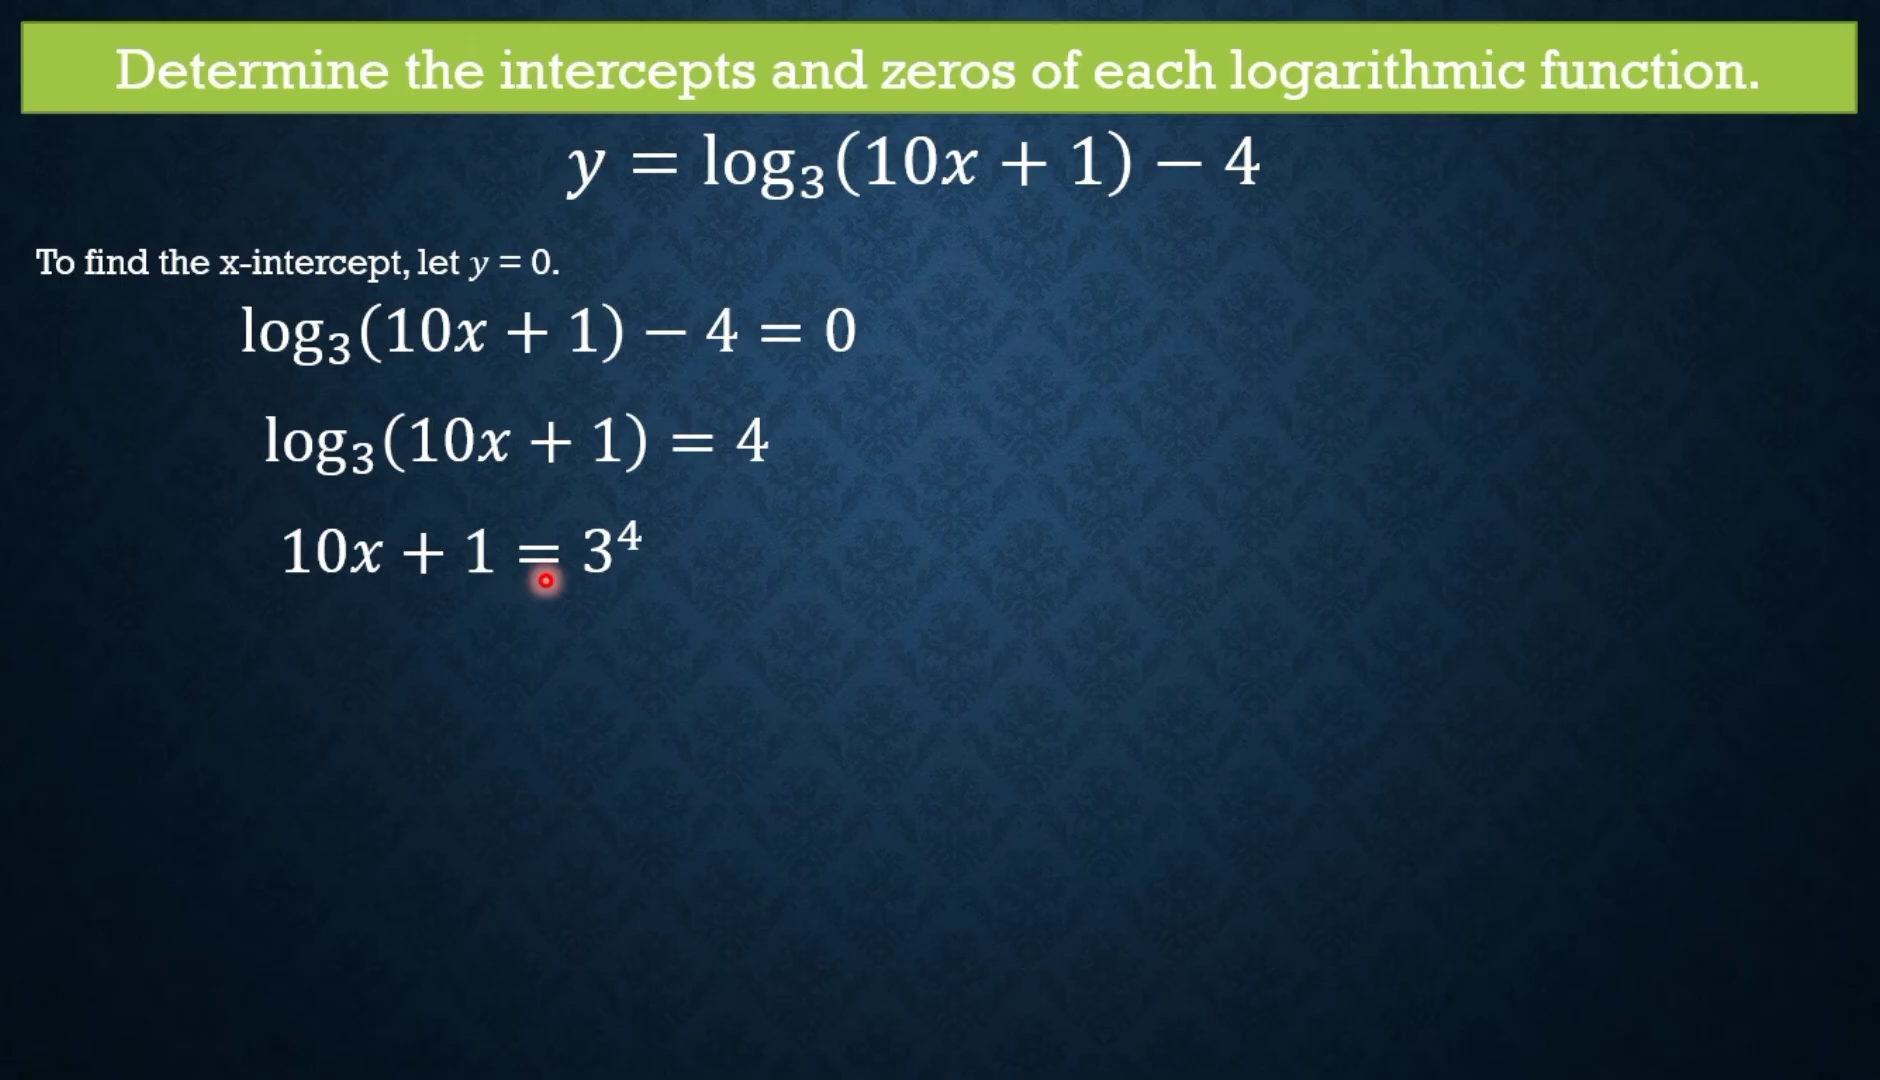 Determine the intercepts and zeros of each logarithmic function.
y = log₃(10x + 1) − 4
To find the x-intercept, let y = 0.
log₃(10x + 1) − 4 = 0
log₃(10x + 1) = 4
10x + 1 = 3⁴